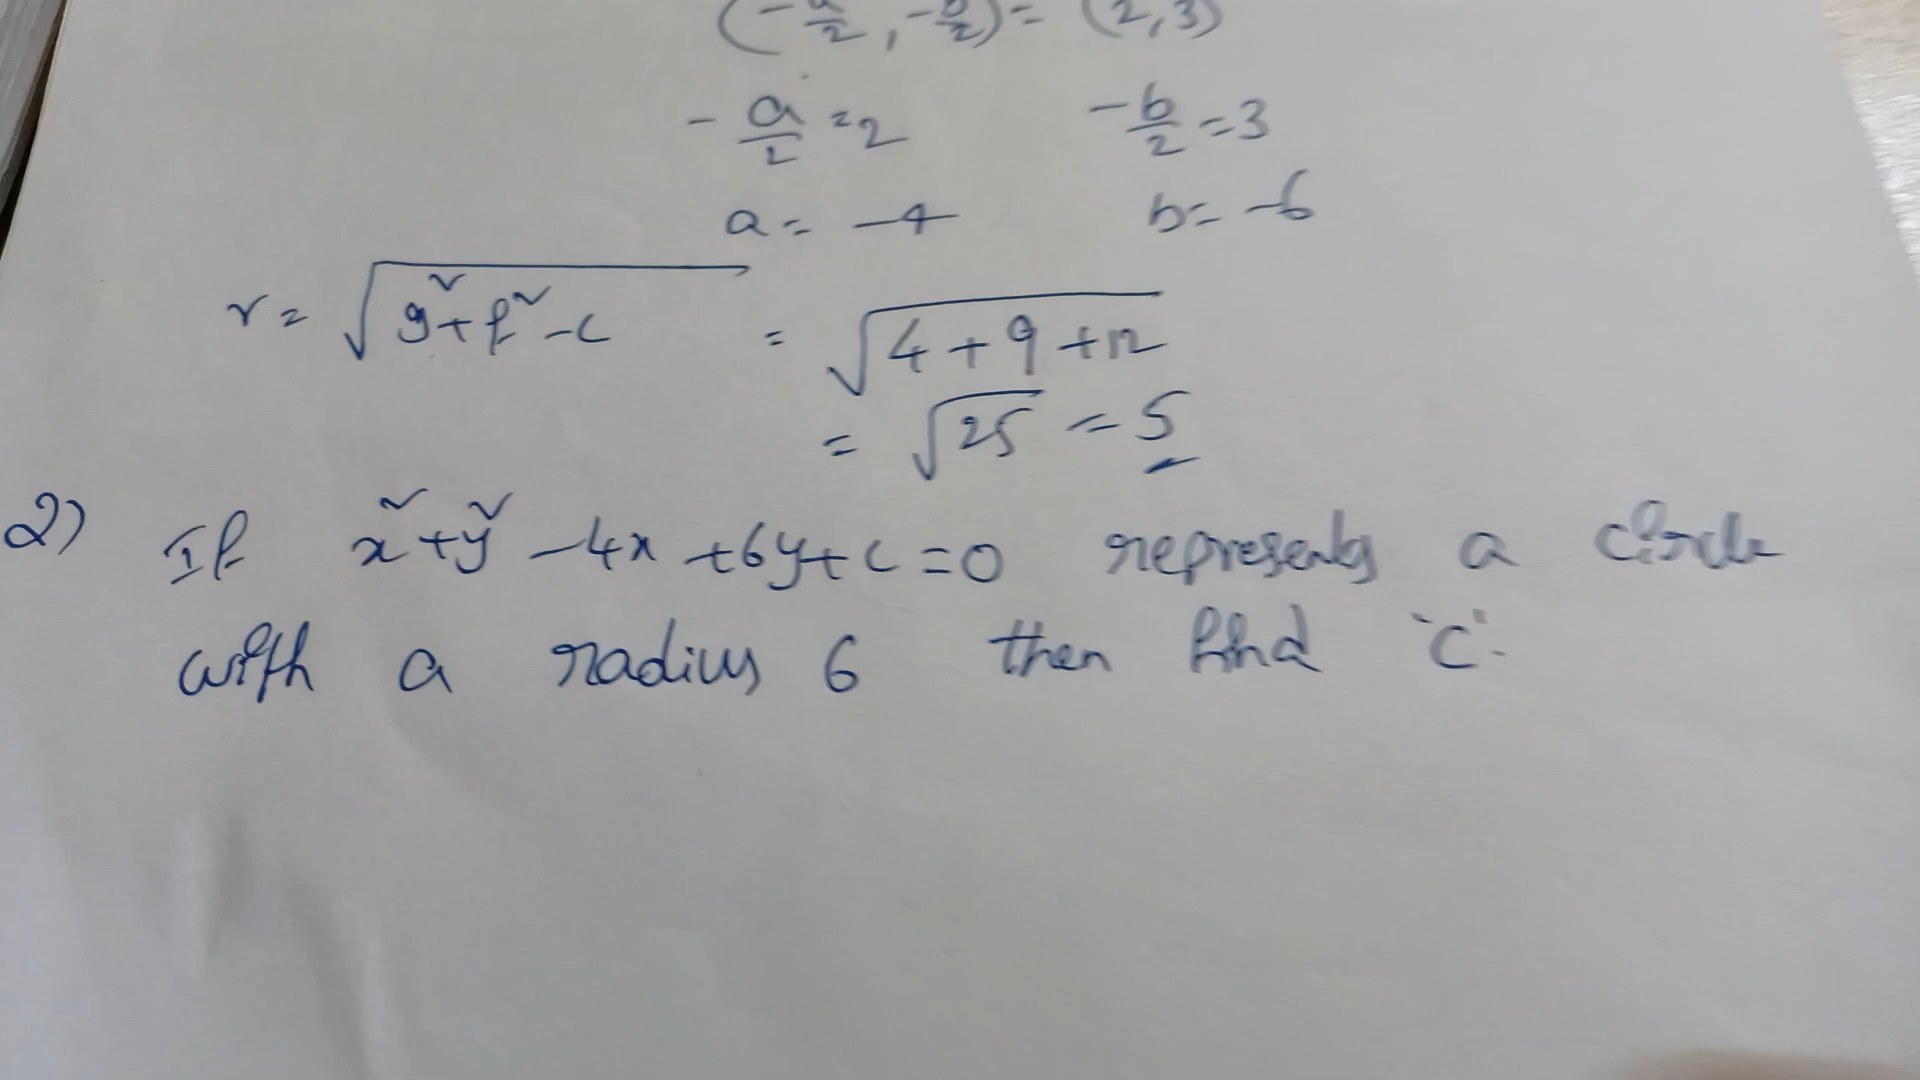 (-a/2, -b/2) = (2, 3)
- a/2 = 2    -b/2 = 3
a = -4    b = -6
r = √(g² + f² - c) = √(4 + 9 + 12)
= √25 = 5
2) If x² + y² - 4x + 6y + c = 0 represents a circle
with a radius 6 then find 'c'.